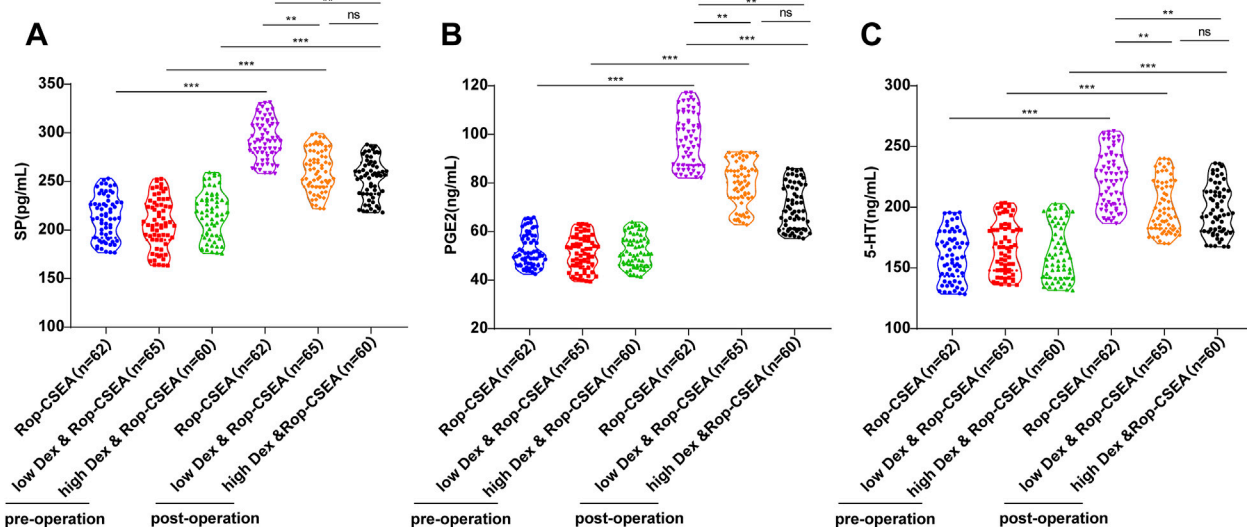 A
**
ns
**
***
***
***
350
300
250
200
150
100
SP(pg/mL)
Rop-CSEA(n=62)
low Dex & Rop-CSEA(n=65)
high Dex & Rop-CSEA(n=60)
Rop-CSEA(n=62)
low Dex & Rop-CSEA(n=65)
high Dex &Rop-CSEA(n=60)
pre-operation
post-operation
B
**
ns
**
***
***
***
120
100
80
60
40
20
PGE2(ng/mL)
Rop-CSEA(n=62)
low Dex & Rop-CSEA(n=65)
high Dex & Rop-CSEA(n=60)
Rop-CSEA(n=62)
low Dex & Rop-CSEA(n=65)
high Dex &Rop-CSEA(n=60)
pre-operation
post-operation
C
**
**
ns
***
***
***
300
250
200
150
100
5-HT(ng/mL)
Rop-CSEA(n=62)
low Dex & Rop-CSEA(n=65)
high Dex & Rop-CSEA(n=60)
Rop-CSEA(n=62)
low Dex & Rop-CSEA(n=65)
high Dex &Rop-CSEA(n=60)
pre-operation
post-operation